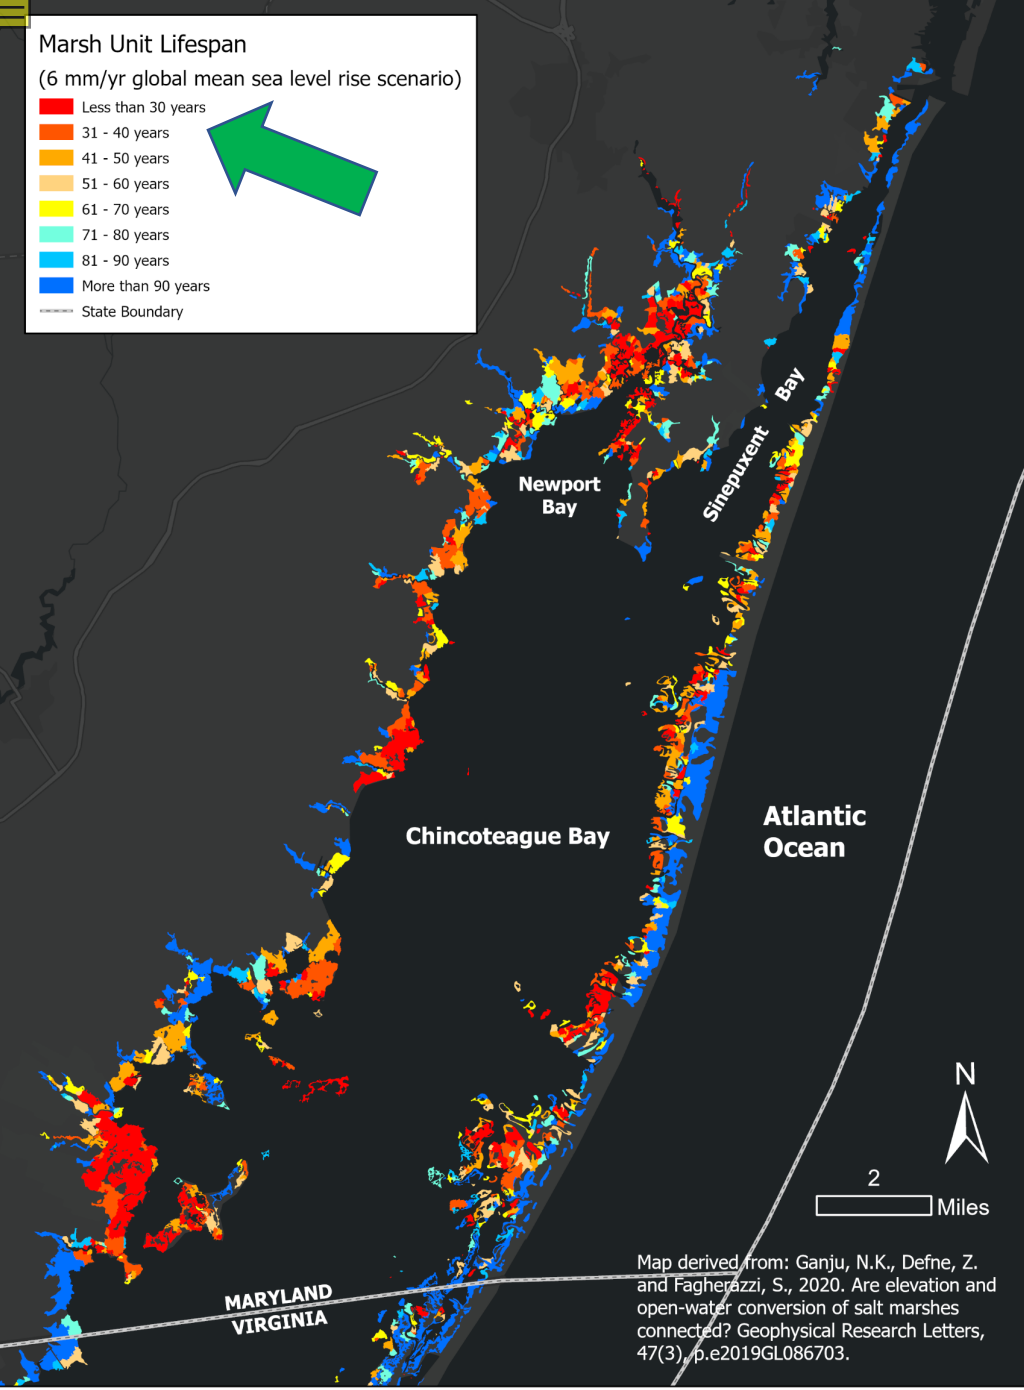 Marsh Unit Lifespan
(6 mm/yr global mean sea level rise scenario)
Less than 30 years
31 - 40 years
41 - 50 years
51 - 60 years
61 - 70 years
71 - 80 years
81 - 90 years
More than 90 years
State Boundary
Sinepuxent Bay
Newport
Bay
Chincoteague Bay
Atlantic
Ocean
N
2
Miles
MARYLAND
VIRGINIA
Map derived from: Ganju, N.K., Defne, Z.
and Fagherazzi, S., 2020. Are elevation and
open-water conversion of salt marshes
connected? Geophysical Research Letters,
47(3), p.e2019GL086703.